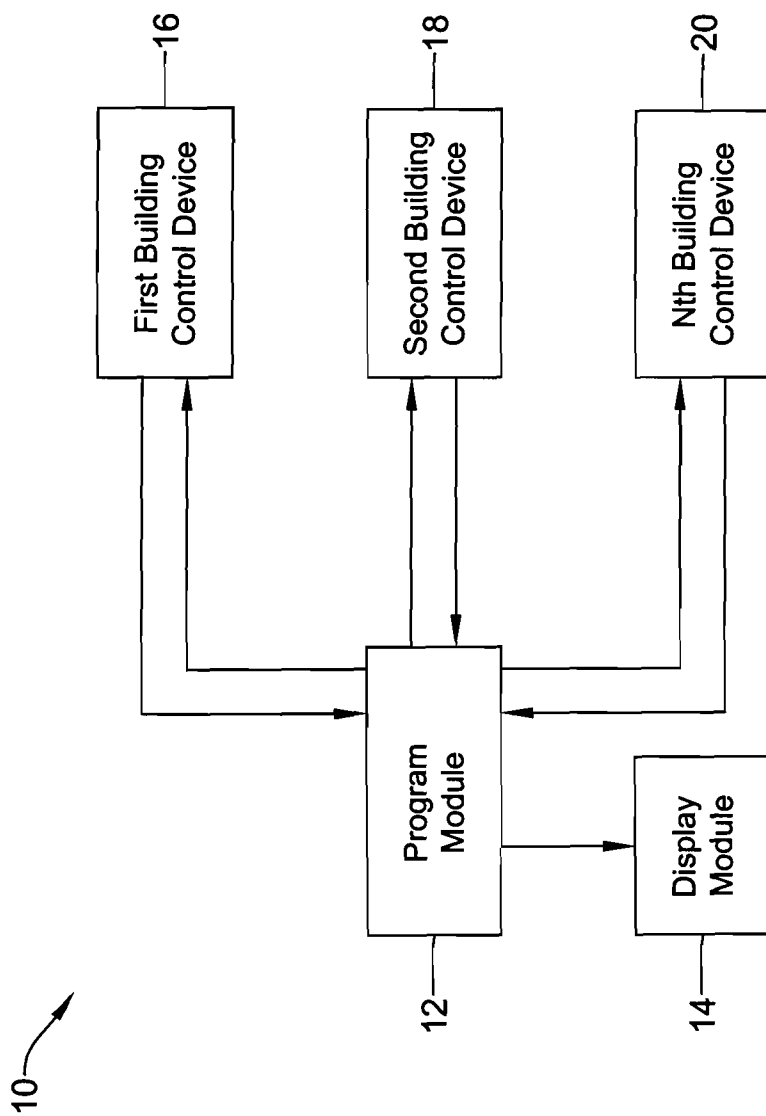 10
12
Program
Module
14
Display
Module
First Building
Control Device
16
Second Building
Control Device
18
Nth Building
Control Device
20